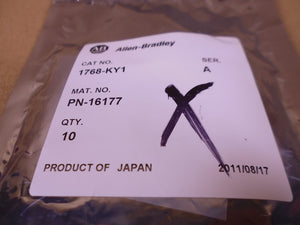 AB Allen-Bradley
CAT NO. SER.
1768-KY1 A
MAT. NO.
PN-16177
QTY.
10
PRODUCT OF JAPAN 2011/08/17